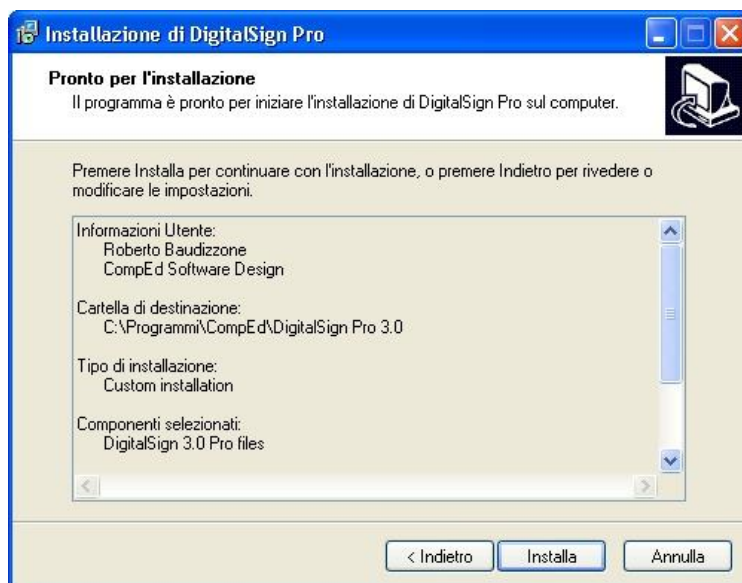 Installazione di DigitalSign Pro
Pronto per l'installazione
Il programma è pronto per iniziare l'installazione di DigitalSign Pro sul computer.
Premere Installa per continuare con l'installazione, o premere Indietro per rivedere o
modificare le impostazioni.
Informazioni Utente:
Roberto Baudizzone
CompEd Software Design
Cartella di destinazione:
C:\Programmi\CompEd\DigitalSign Pro 3.0
Tipo di installazione:
Custom installation
Componenti selezionati:
DigitalSign 3.0 Pro files
< Indietro
Installa
Annulla